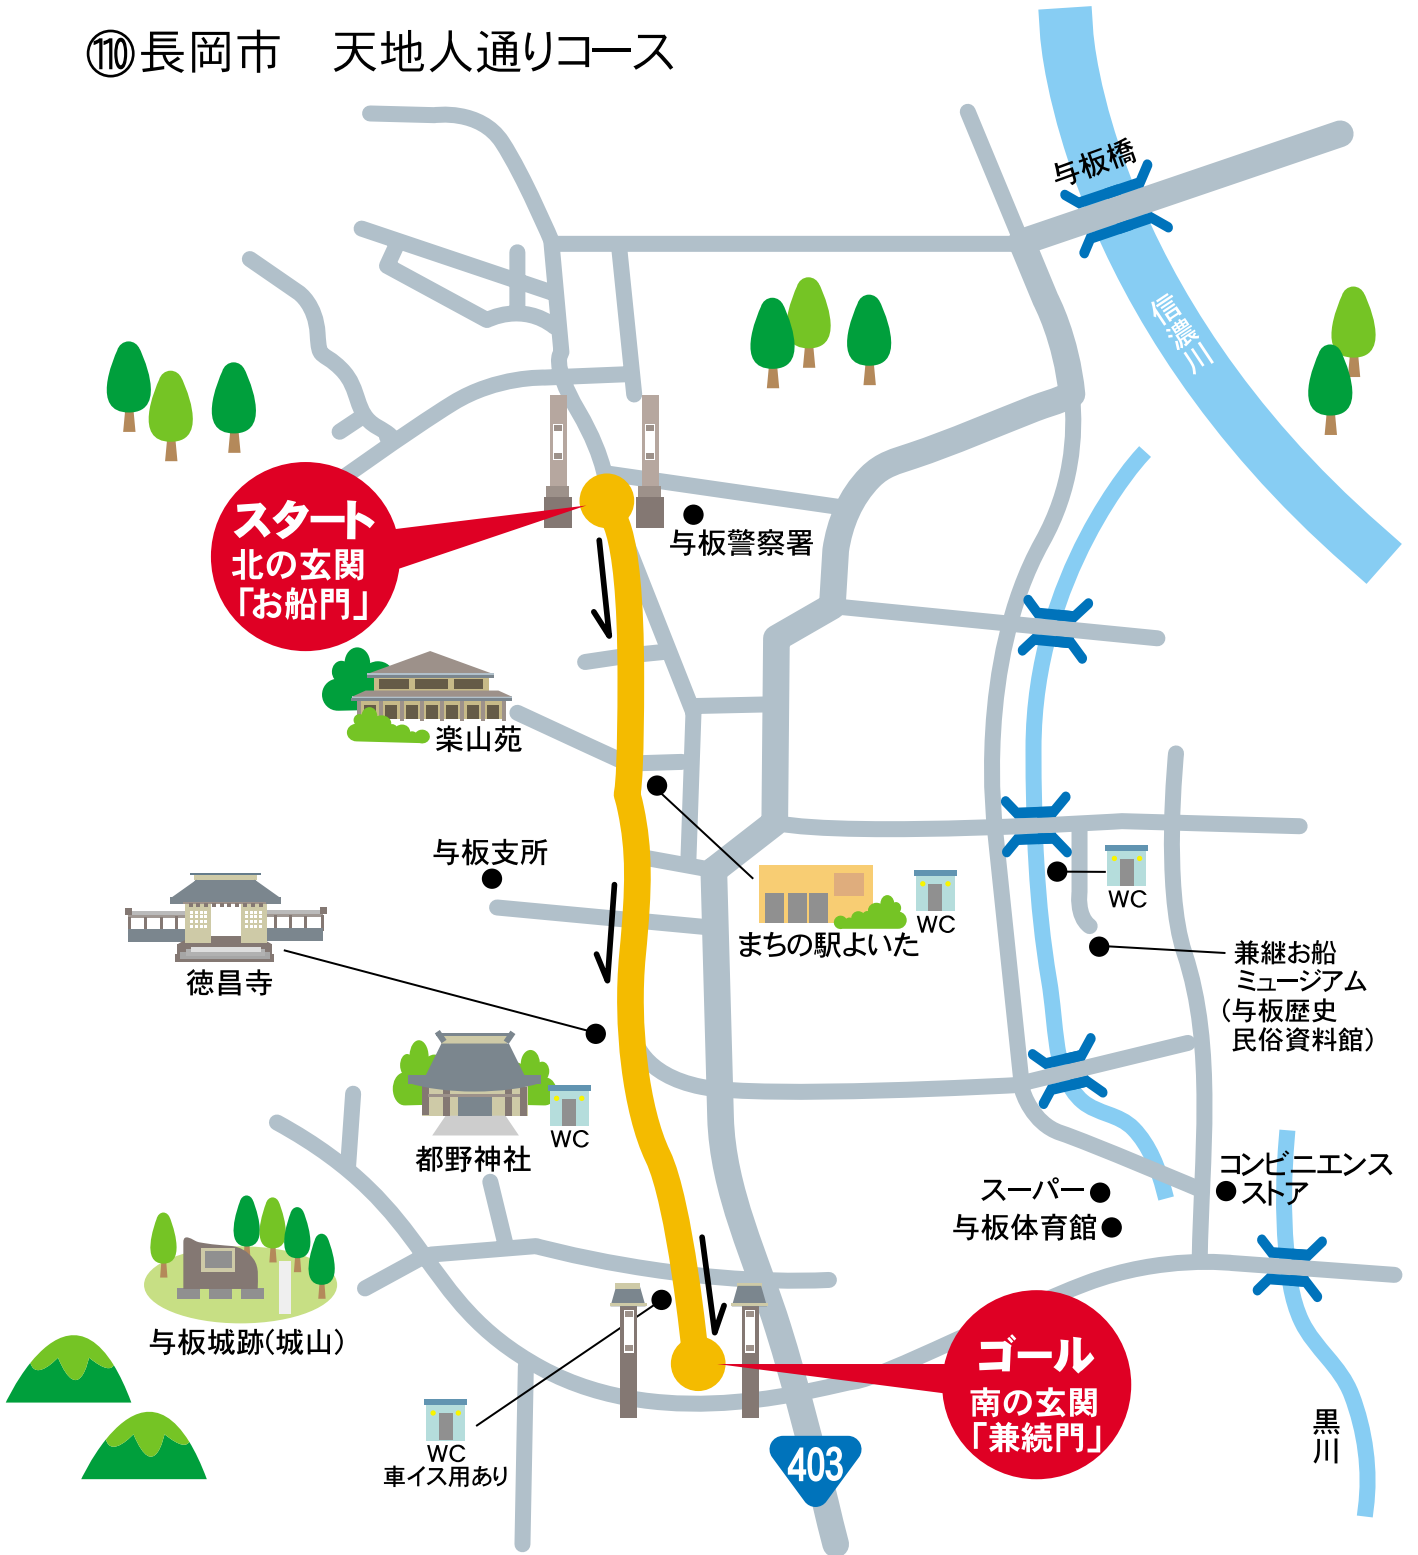 ⑩長岡市　天地人通りコース
与板橋
信濃川
スタート
北の玄関
「お船門」
与板警察署
楽山苑
与板支所
まちの駅よいた
WC
WC
兼継お船
ミュージアム
(与板歴史
民俗資料館)
徳昌寺
都野神社
WC
スーパー
与板体育館
コンビニエンス
ストア
与板城跡(城山)
ゴール
南の玄関
「兼続門」
黒川
WC
車イス用あり
403